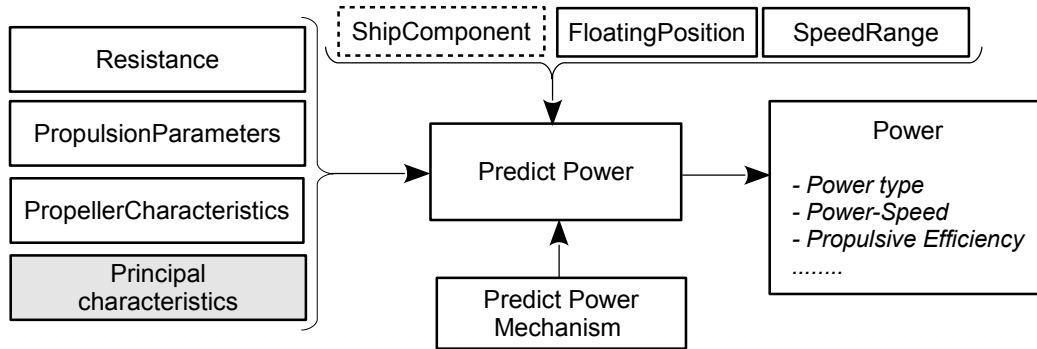 ShipComponent
FloatingPosition
SpeedRange
Resistance
PropulsionParameters
PropellerCharacteristics
Principal
characteristics
Predict Power
Predict Power
Mechanism
Power
- Power type
- Power-Speed
- Propulsive Efficiency
........